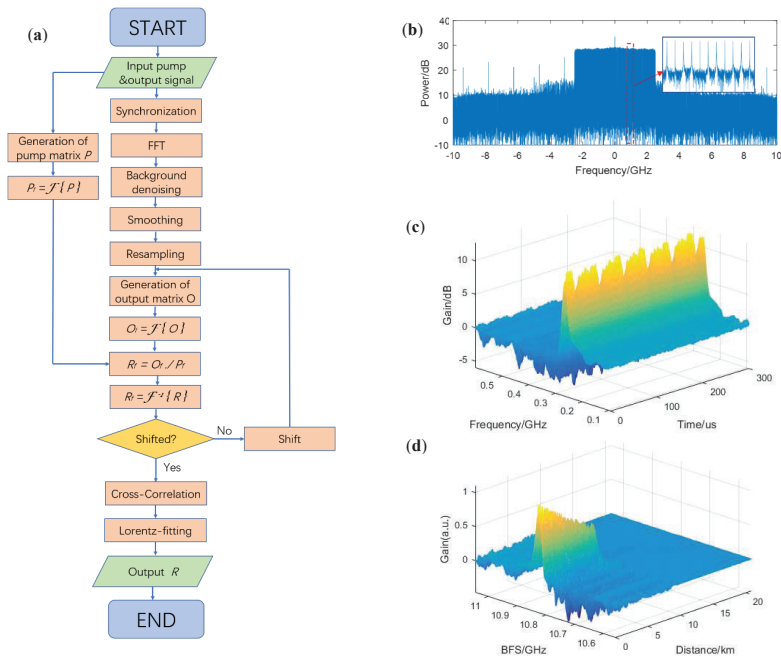 (a)
START
Input pump
&output signal
Synchronization
FFT
Background
denoising
Smoothing
Resampling
Generation of
output matrix O
Of = ℱ { O }
Rf = Of ./ Pf
Rf = ℱ-1 { R }
Shifted?
No
Shift
Yes
Cross-Correlation
Lorentz-fitting
Output R
END
Generation of
pump matrix P
Pf = ℱ { P }
(b)
Power/dB
40
30
20
10
0
-10
-10 -8 -6 -4 -2 0 2 4 6 8 10
Frequency/GHz
(c)
Gain/dB
10
5
0
-5
0.5 0.4 0.3 0.2 0.1
Frequency/GHz
0 100 200 300
Time/us
(d)
Gain(a.u.)
1
0.5
0
11 10.9 10.8 10.7 10.6
BFS/GHz
0 5 10 15 20
Distance/km